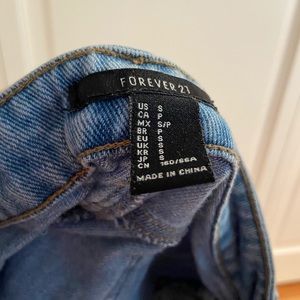 FOREVER 21
US S
CA P
MX S/P
BR P
EU S
UK S
KR S
JP S
CN 160/66A
MADE IN CHINA